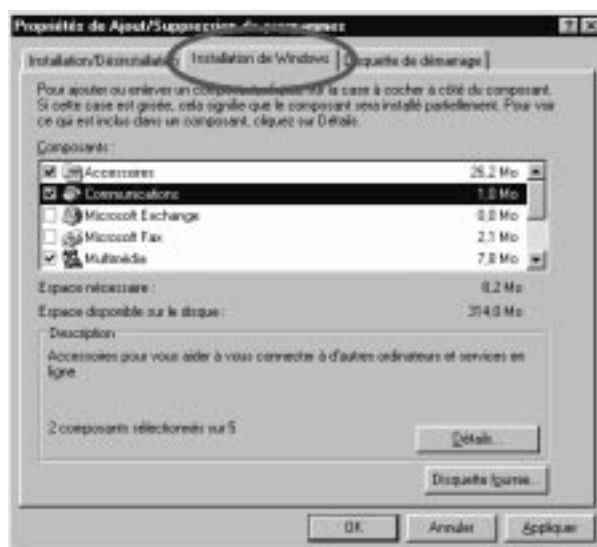 Propriétés de Ajout/Suppression de programmes
Installation/Désinstallation Installation de Windows Disquette de démarrage
Pour ajouter ou enlever un composant, cliquez sur la case à cocher à côté du composant.
Si cette case est grisée, cela signifie que le composant sera installé partiellement. Pour voir
ce qui est inclus dans un composant, cliquez sur Détails.
Composants :
Accessoires 26,2 Mo
Communications 1,0 Mo
Microsoft Exchange 0,0 Mo
Microsoft Fax 2,1 Mo
Multimédia 7,8 Mo
Espace nécessaire : 8,2 Mo
Espace disponible sur le disque : 314,0 Mo
Description
Accessoires pour vous aider à vous connecter à d'autres ordinateurs et services en
ligne.
2 composants sélectionnés sur 5
Détails...
Disquette fournie...
OK Annuler Appliquer